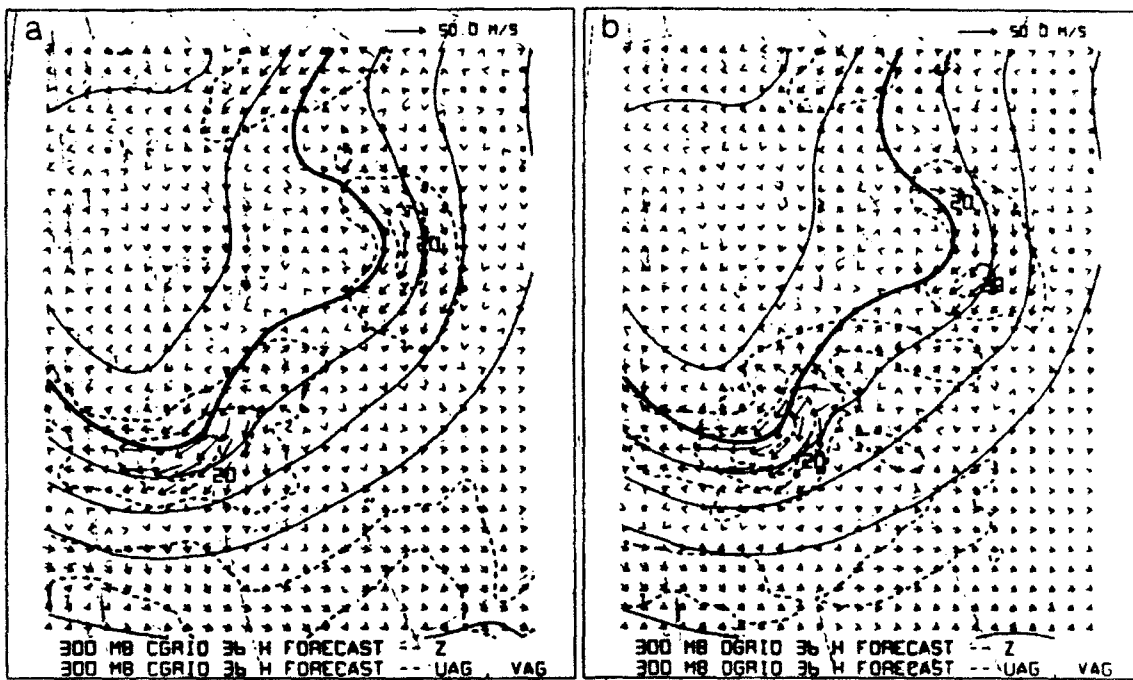 a
50.0 M/S
20
20
300 MB CGRID 36 H FORECAST -- Z
300 MB CGRID 36 H FORECAST -- UAG , VAG
b
50.0 M/S
20
20
300 MB DGRID 36 H FORECAST -- Z
300 MB DGRID 36 H FORECAST -- UAG , VAG